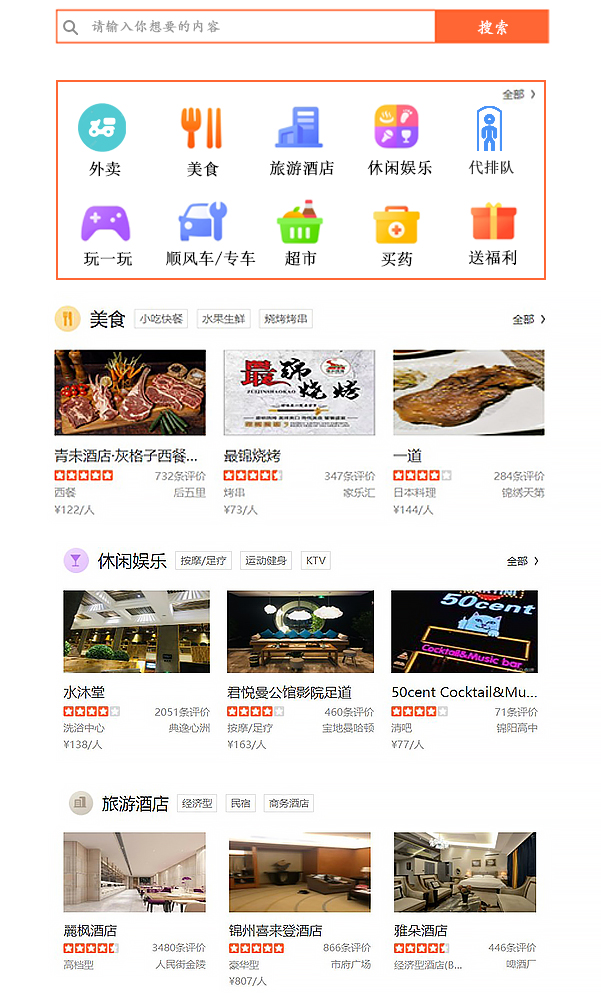 请输入你想要的内容 搜索
全部
外卖 美食 旅游酒店 休闲娱乐 代排队
玩一玩 顺风车/专车 超市 买药 送福利
美食 小吃快餐 水果生鲜 烧烤烤串 全部
最锦烧烤
ZUIJINSHAOKAO
青未酒店·灰格子西餐... 最锦烧烤 一道
732条评价 347条评价 284条评价
西餐 后五里 烤串 家乐汇 日本料理 锦绣天第
¥122/人 ¥73/人 ¥144/人
休闲娱乐 按摩/足疗 运动健身 KTV 全部
MARTINI
50cent
Cocktail&Music bar
水沐堂 君悦曼公馆影院足道 50cent Cocktail&Mu...
2051条评价 460条评价 71条评价
洗浴中心 典逸心洲 按摩/足疗 宝地曼哈顿 清吧 锦阳高中
¥138/人 ¥163/人 ¥77/人
旅游酒店 经济型 民宿 商务酒店
麗枫酒店 锦州喜来登酒店 雅朵酒店
3480条评价 866条评价 446条评价
高档型 人民街金陵 豪华型 市府广场 经济型酒店(B... 啤酒厂
¥807/人